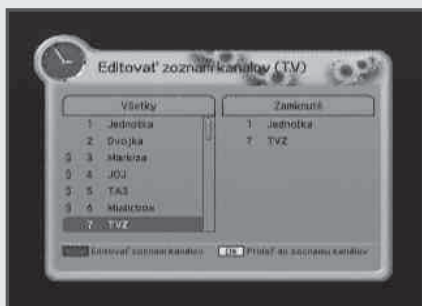 Editovať zoznam kanálov (TV)
Všetky
1 Jednotka
2 Dvojka
$ 3 Markíza
$ 4 JOJ
$ 5 TA3
$ 6 Musicbox
7 TVZ
Zamknuté
1 Jednotka
7 TVZ
Editovať zoznam kanálov
OK Pridať do zoznamu kanálov